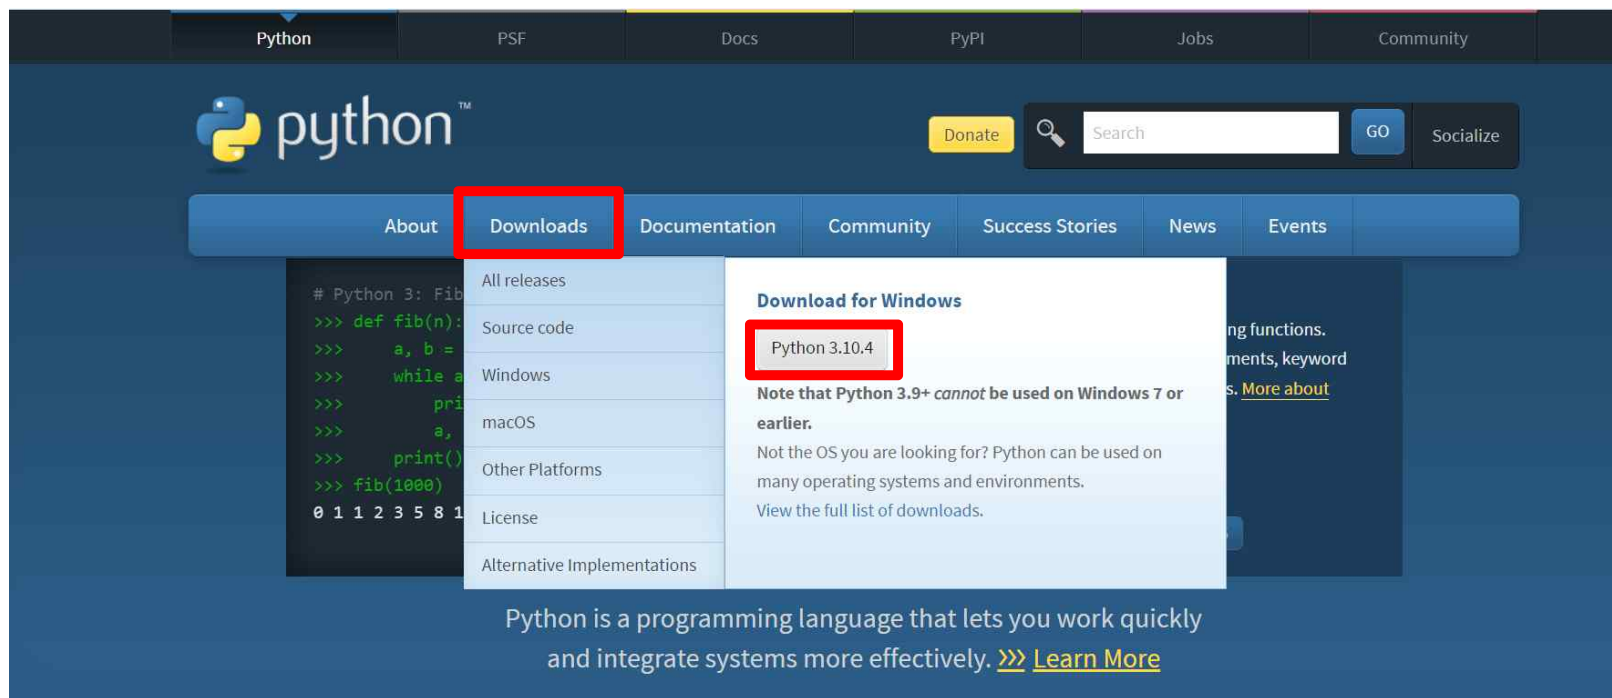 Python PSF Docs PyPI Jobs Community
python™
Donate Search GO Socialize
About Downloads Documentation Community Success Stories News Events
# Python 3: Fib
>>> def fib(n):
>>> a, b =
>>> while a
>>> pri
>>> a,
>>> print()
>>> fib(1000)
0 1 1 2 3 5 8 1
All releases
Source code
Windows
macOS
Other Platforms
License
Alternative Implementations
Download for Windows
Python 3.10.4
Note that Python 3.9+ cannot be used on Windows 7 or
earlier.
Not the OS you are looking for? Python can be used on
many operating systems and environments.
View the full list of downloads.
ng functions.
ments, keyword
s. More about
Python is a programming language that lets you work quickly
and integrate systems more effectively. >>> Learn More